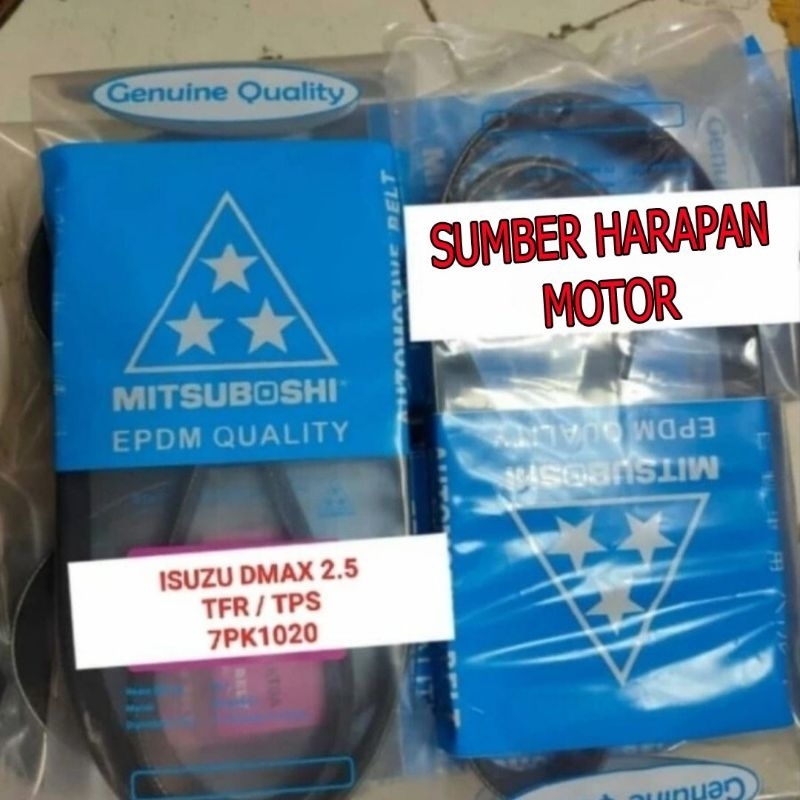 Genuine Quality
MITSUBOSHI
EPDM QUALITY
AUTOMOTIVE BELT
SUMBER HARAPAN
MOTOR
ISUZU DMAX 2.5
TFR / TPS
7PK1020
EPDM QUALITY
MITSUBOSHI
Genuine Quality